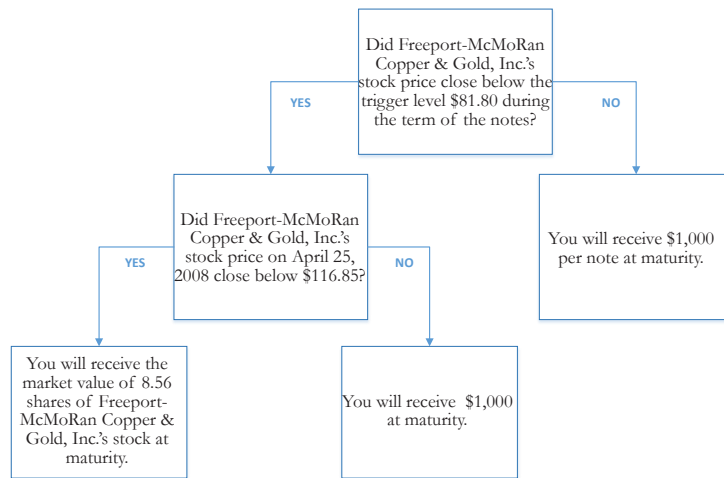 Did Freeport-McMoRan
Copper & Gold, Inc.'s
stock price close below the
trigger level $81.80 during
the term of the notes?
YES
NO
Did Freeport-McMoRan
Copper & Gold, Inc.'s
stock price on April 25,
2008 close below $116.85?
You will receive $1,000
per note at maturity.
YES
NO
You will receive the
market value of 8.56
shares of Freeport-
McMoRan Copper &
Gold, Inc.'s stock at
maturity.
You will receive $1,000
at maturity.